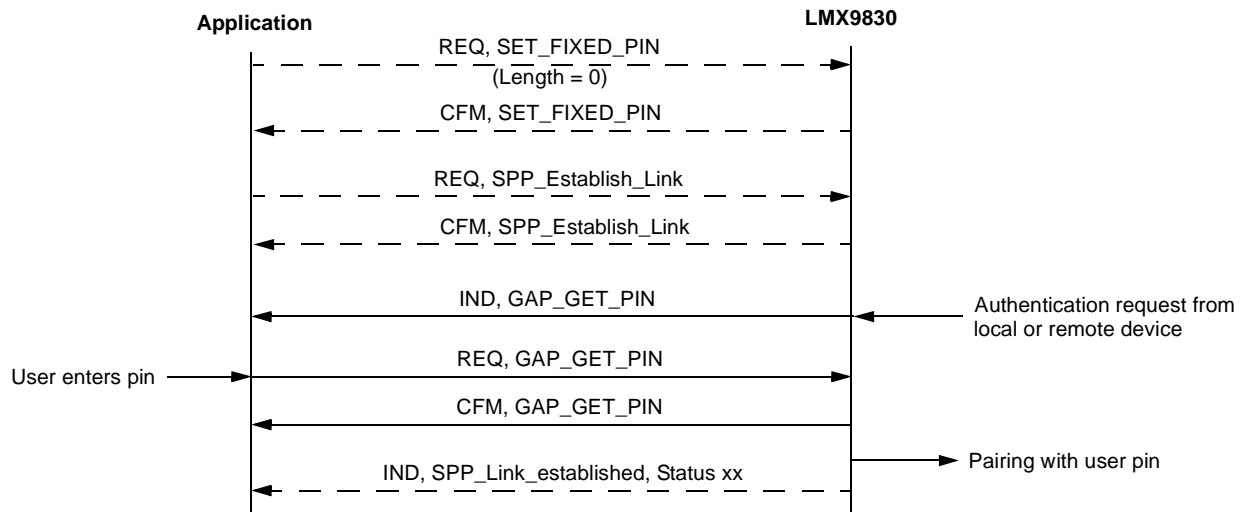 Application
LMX9830
REQ, SET_FIXED_PIN
(Length = 0)
CFM, SET_FIXED_PIN
REQ, SPP_Establish_Link
CFM, SPP_Establish_Link
IND, GAP_GET_PIN
Authentication request from
local or remote device
REQ, GAP_GET_PIN
User enters pin
CFM, GAP_GET_PIN
Pairing with user pin
IND, SPP_Link_established, Status xx